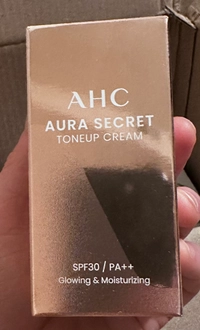 AHC
AURA SECRET
TONEUP CREAM
SPF30 / PA++
Glowing & Moisturizing